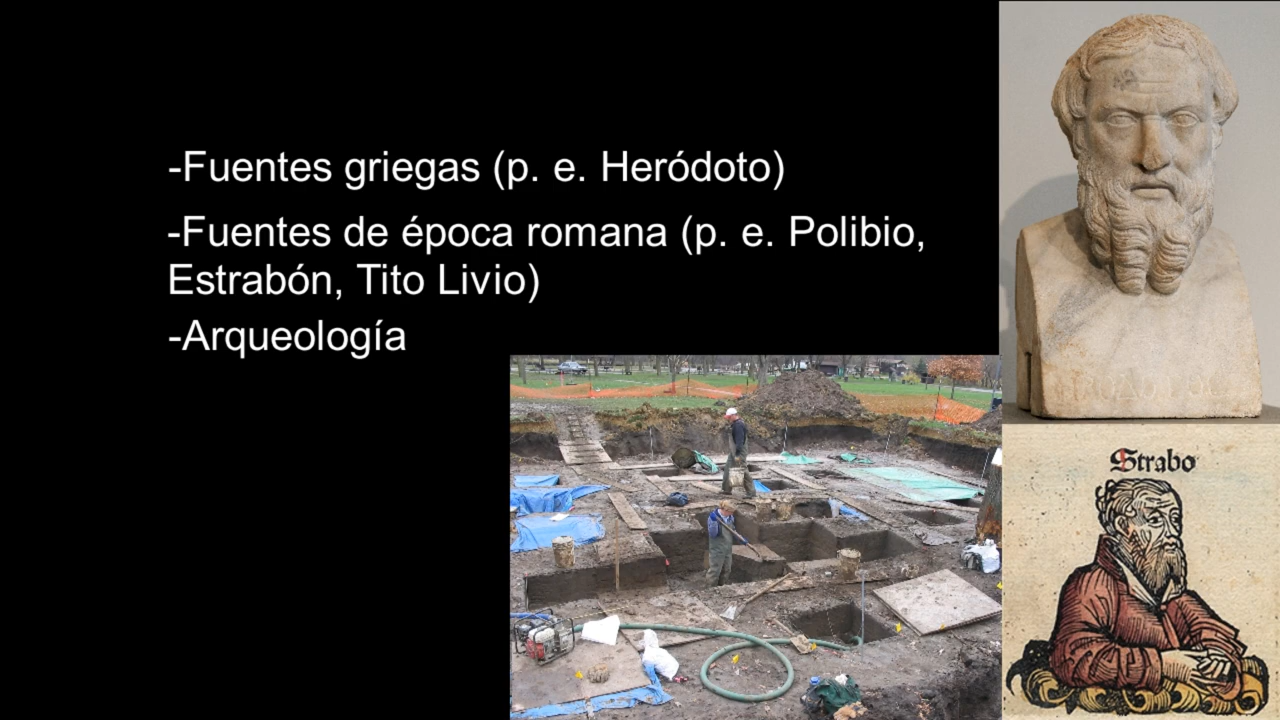 -Fuentes griegas (p. e. Heródoto)
-Fuentes de época romana (p. e. Polibio,
Estrabón, Tito Livio)
-Arqueología
Strabo